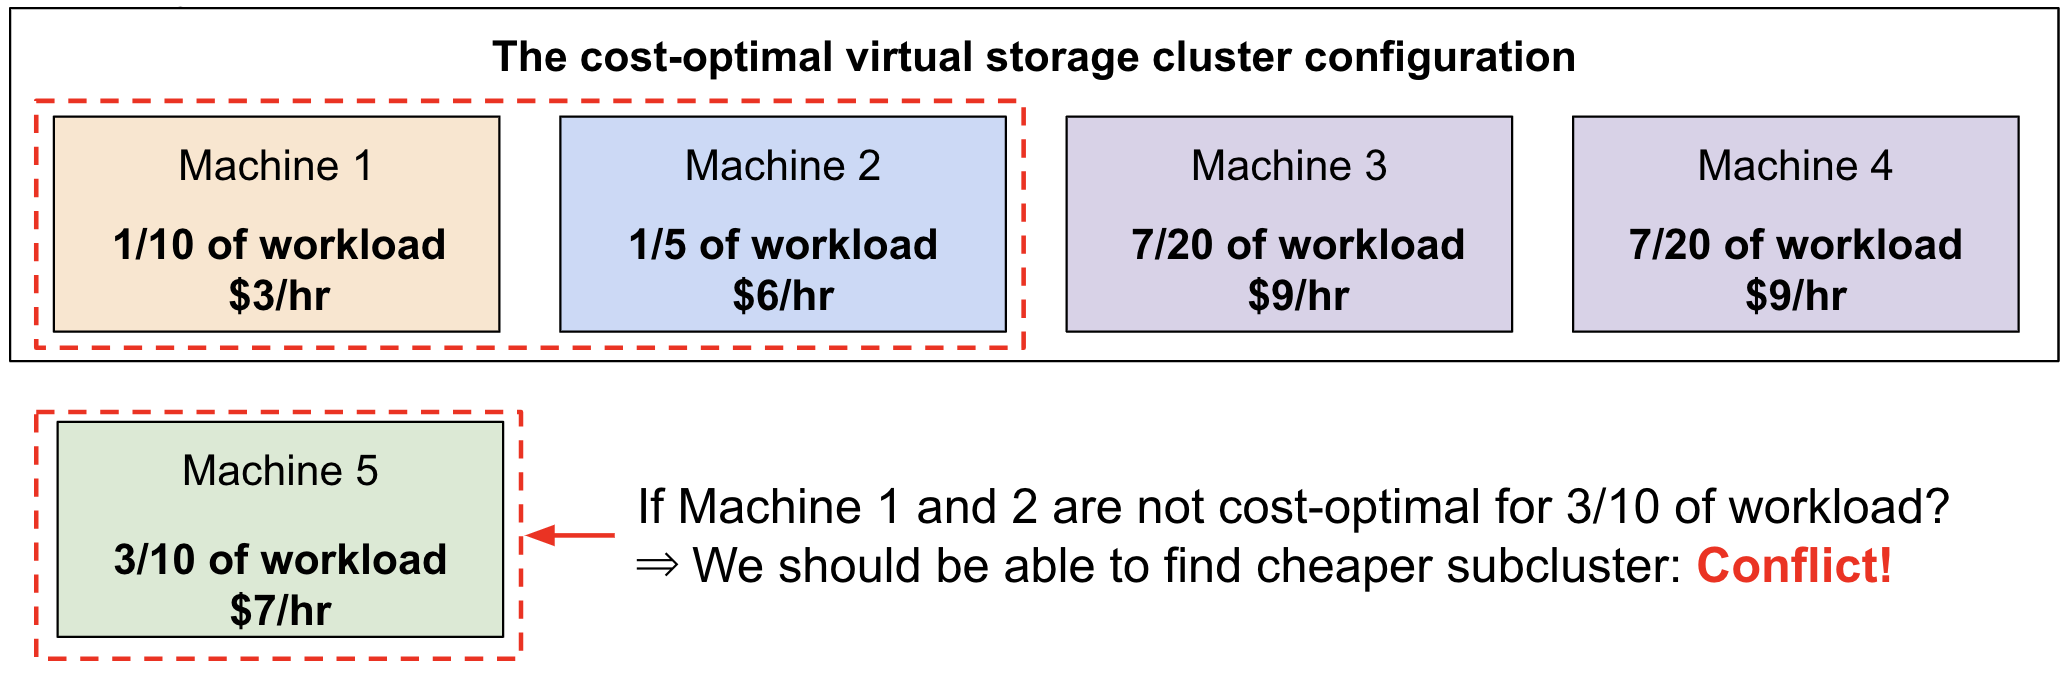 The cost-optimal virtual storage cluster configuration
Machine 1
1/10 of workload
$3/hr
Machine 2
1/5 of workload
$6/hr
Machine 3
7/20 of workload
$9/hr
Machine 4
7/20 of workload
$9/hr
Machine 5
3/10 of workload
$7/hr
If Machine 1 and 2 are not cost-optimal for 3/10 of workload?
⇒ We should be able to find cheaper subcluster: Conflict!